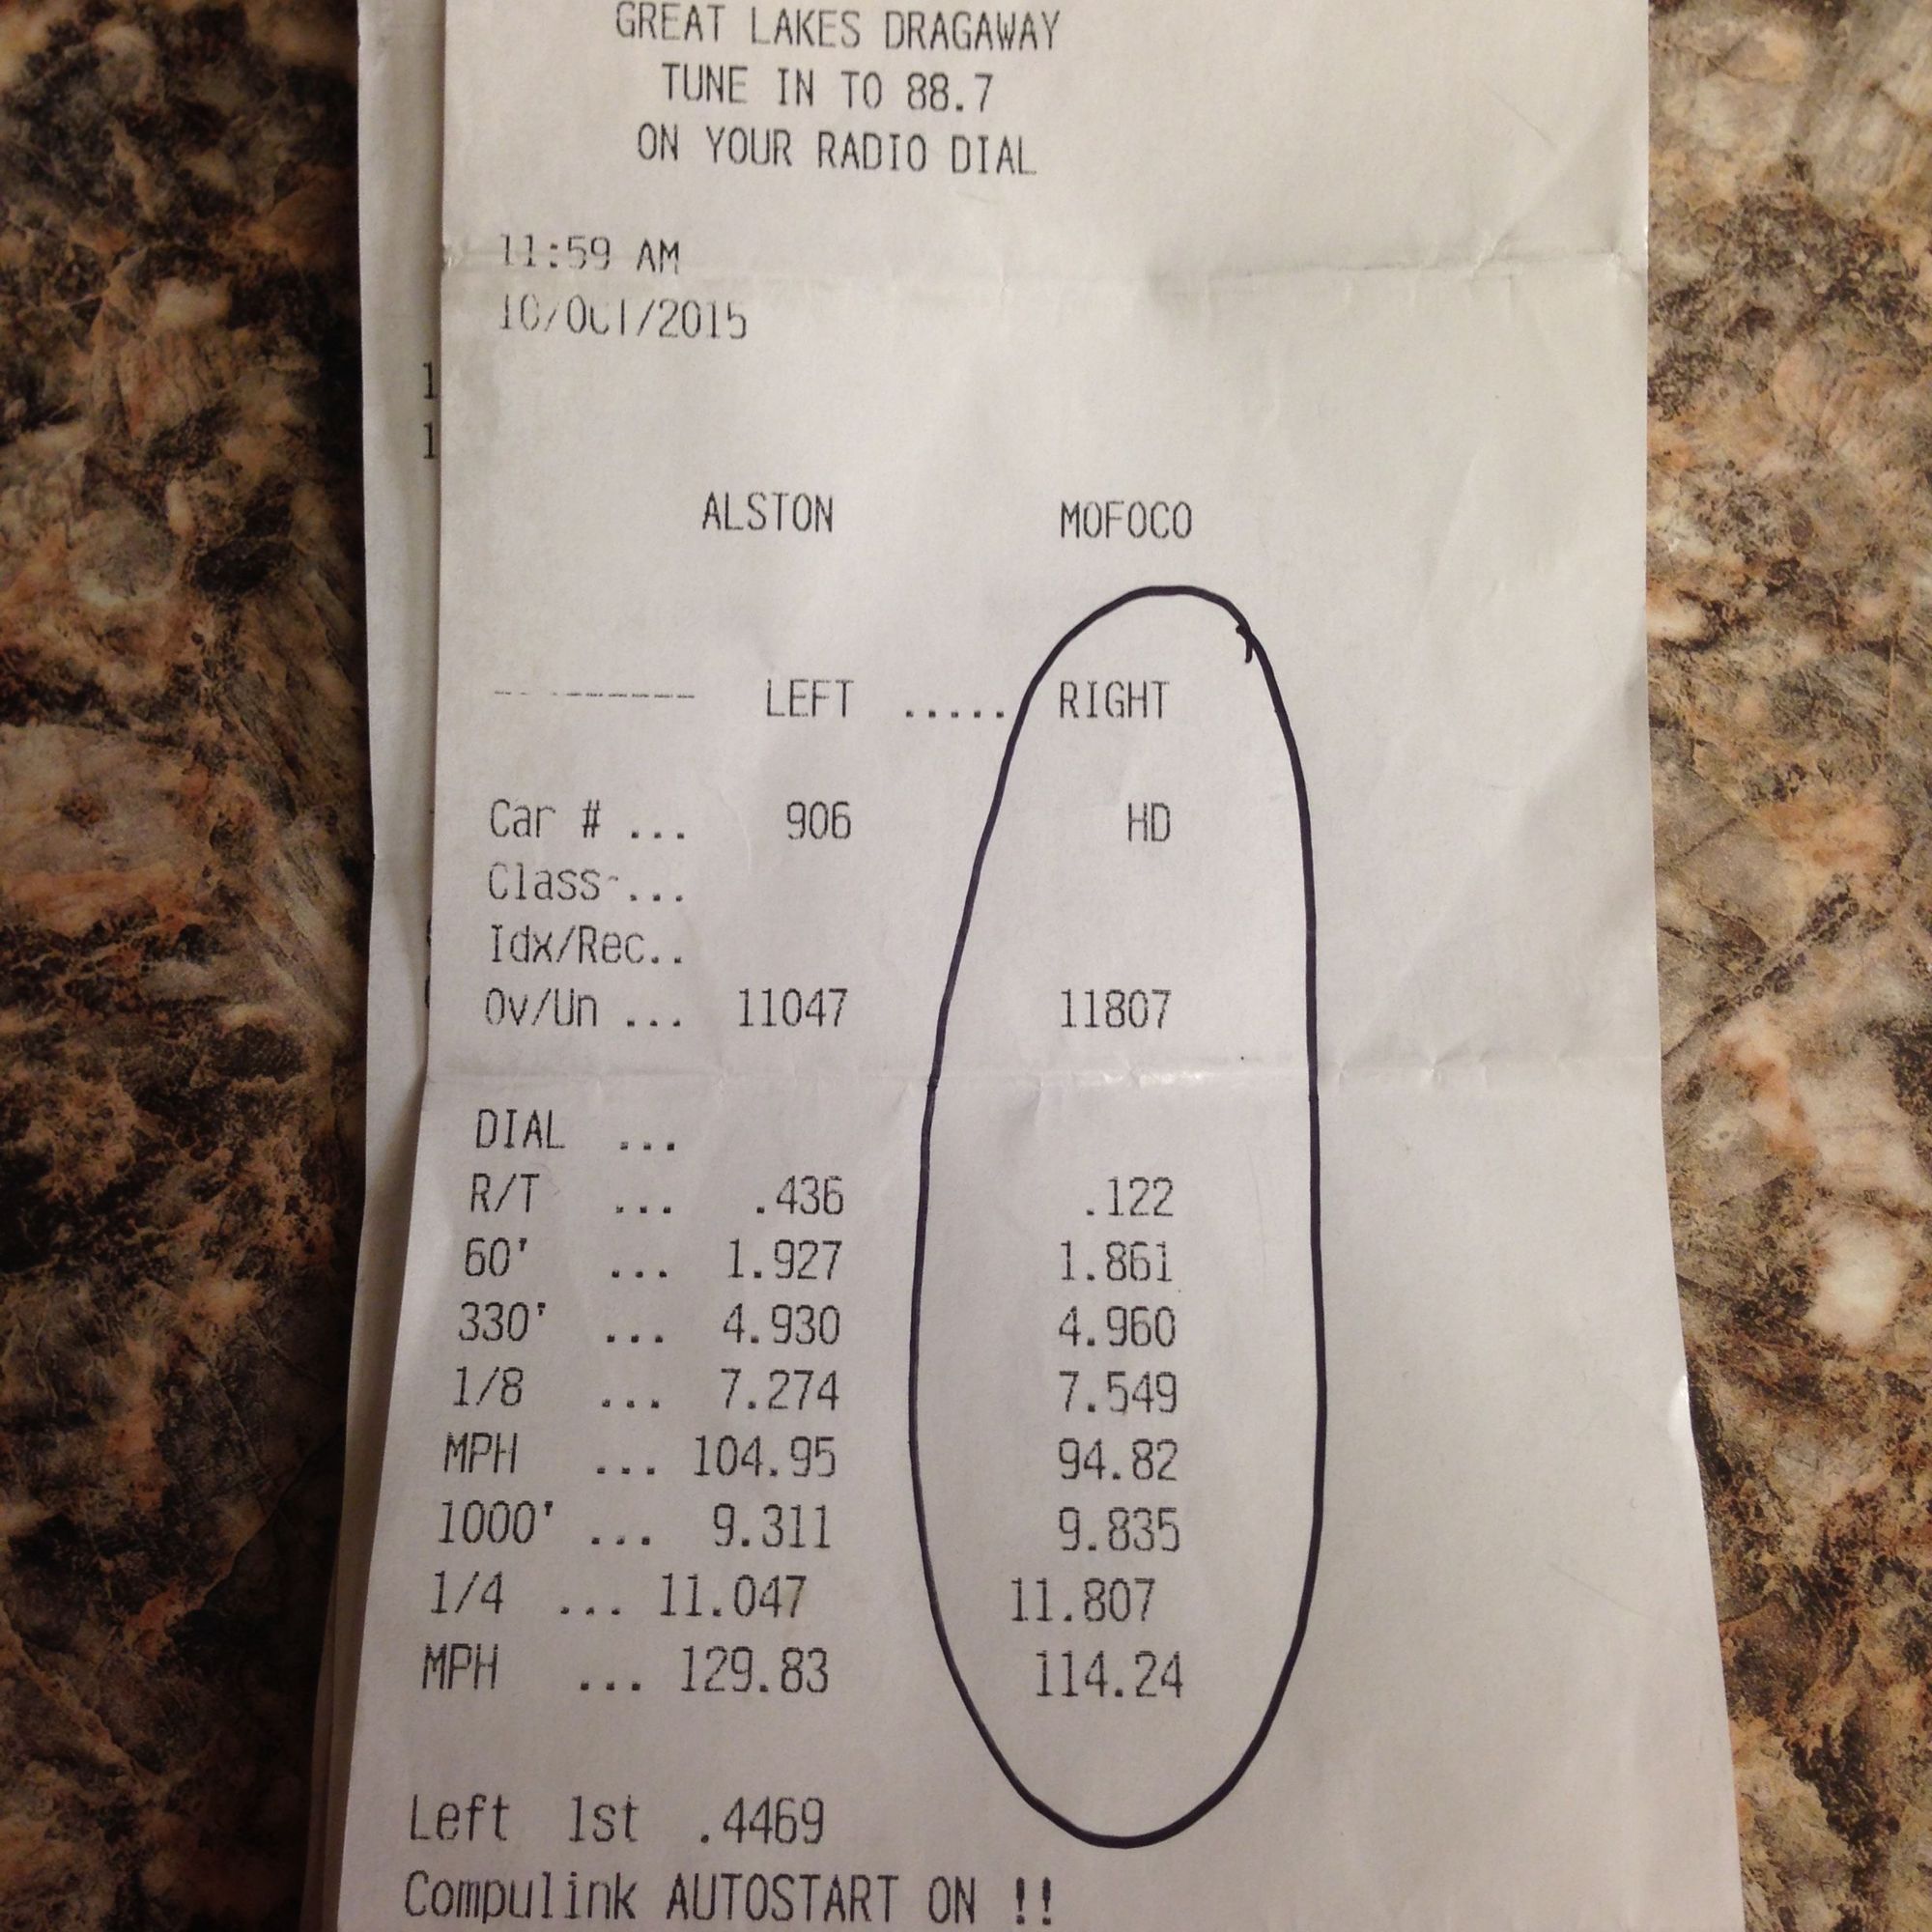 GREAT LAKES DRAGAWAY
TUNE IN TO 88.7
ON YOUR RADIO DIAL
11:59 AM
10/OCT/2015
1
1
ALSTON MOFOCO
--------- LEFT ..... RIGHT
Car # ... 906 HD
Class ...
Idx/Rec..
Ov/Un ... 11047 11807
DIAL ...
R/T ... .436 .122
60' ... 1.927 1.861
330' ... 4.930 4.960
1/8 ... 7.274 7.549
MPH ... 104.95 94.82
1000' ... 9.311 9.835
1/4 ... 11.047 11.807
MPH ... 129.83 114.24
Left 1st .4469
Compulink AUTOSTART ON !!